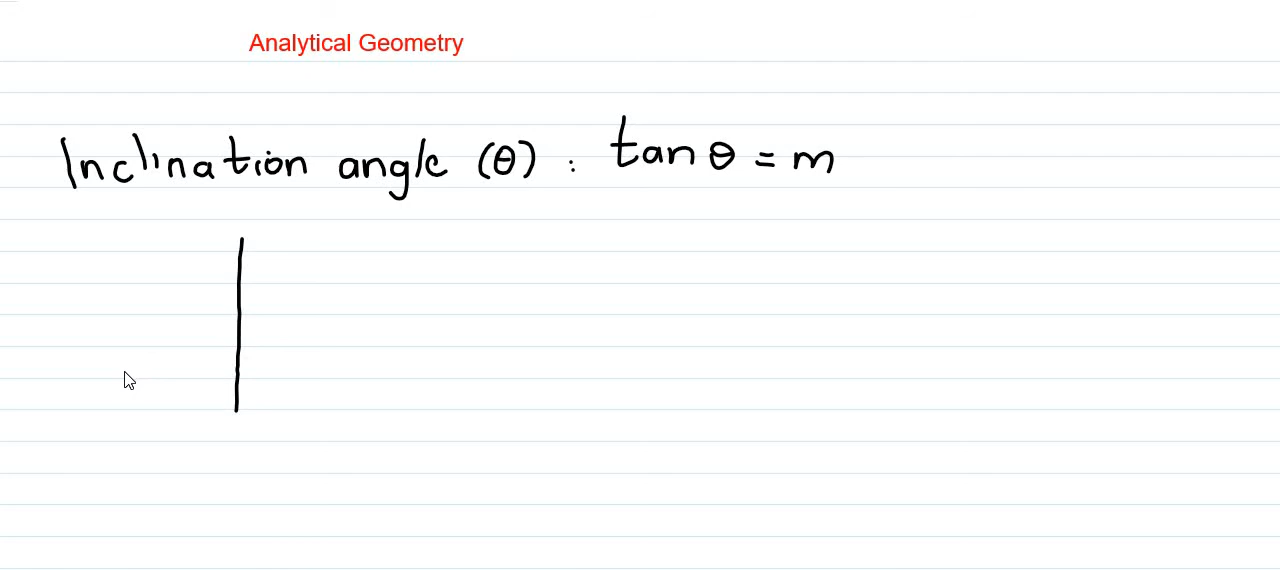 Analytical Geometry
Inclination angle (θ) : tan θ = m